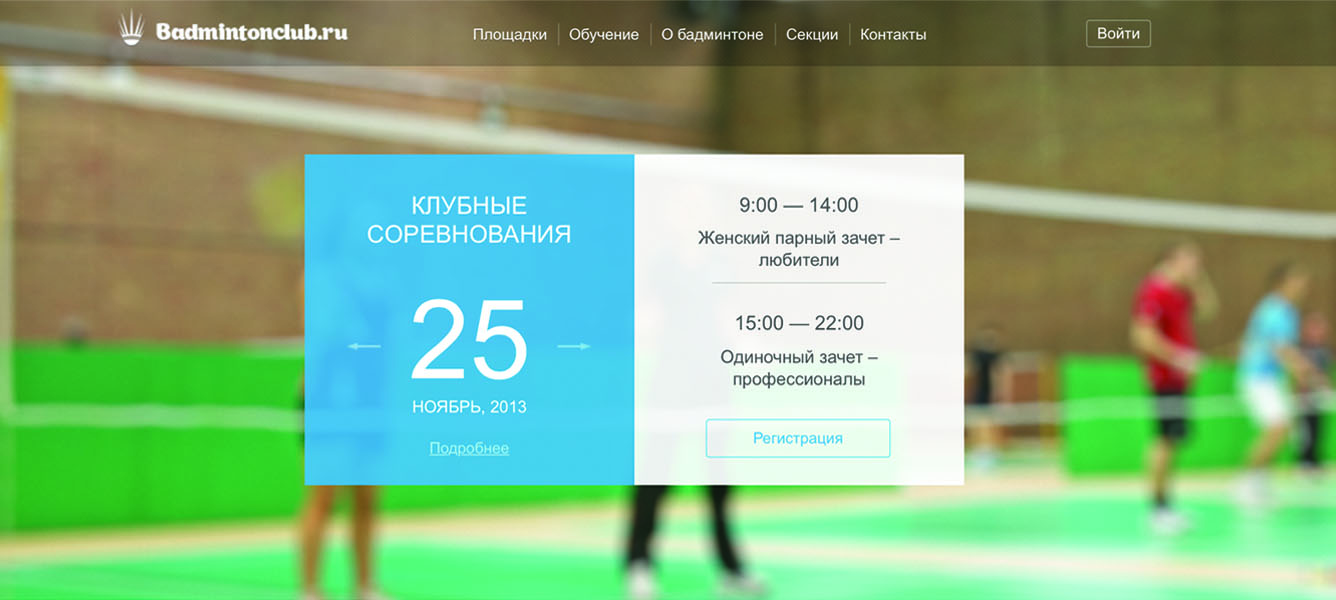 Badmintonclub.ru
Площадки
Обучение
О бадминтоне
Секции
Контакты
Войти
КЛУБНЫЕ
СОРЕВНОВАНИЯ
25
НОЯБРЬ, 2013
Подробнее
9:00 — 14:00
Женский парный зачет –
любители
15:00 — 22:00
Одиночный зачет –
профессионалы
Регистрация